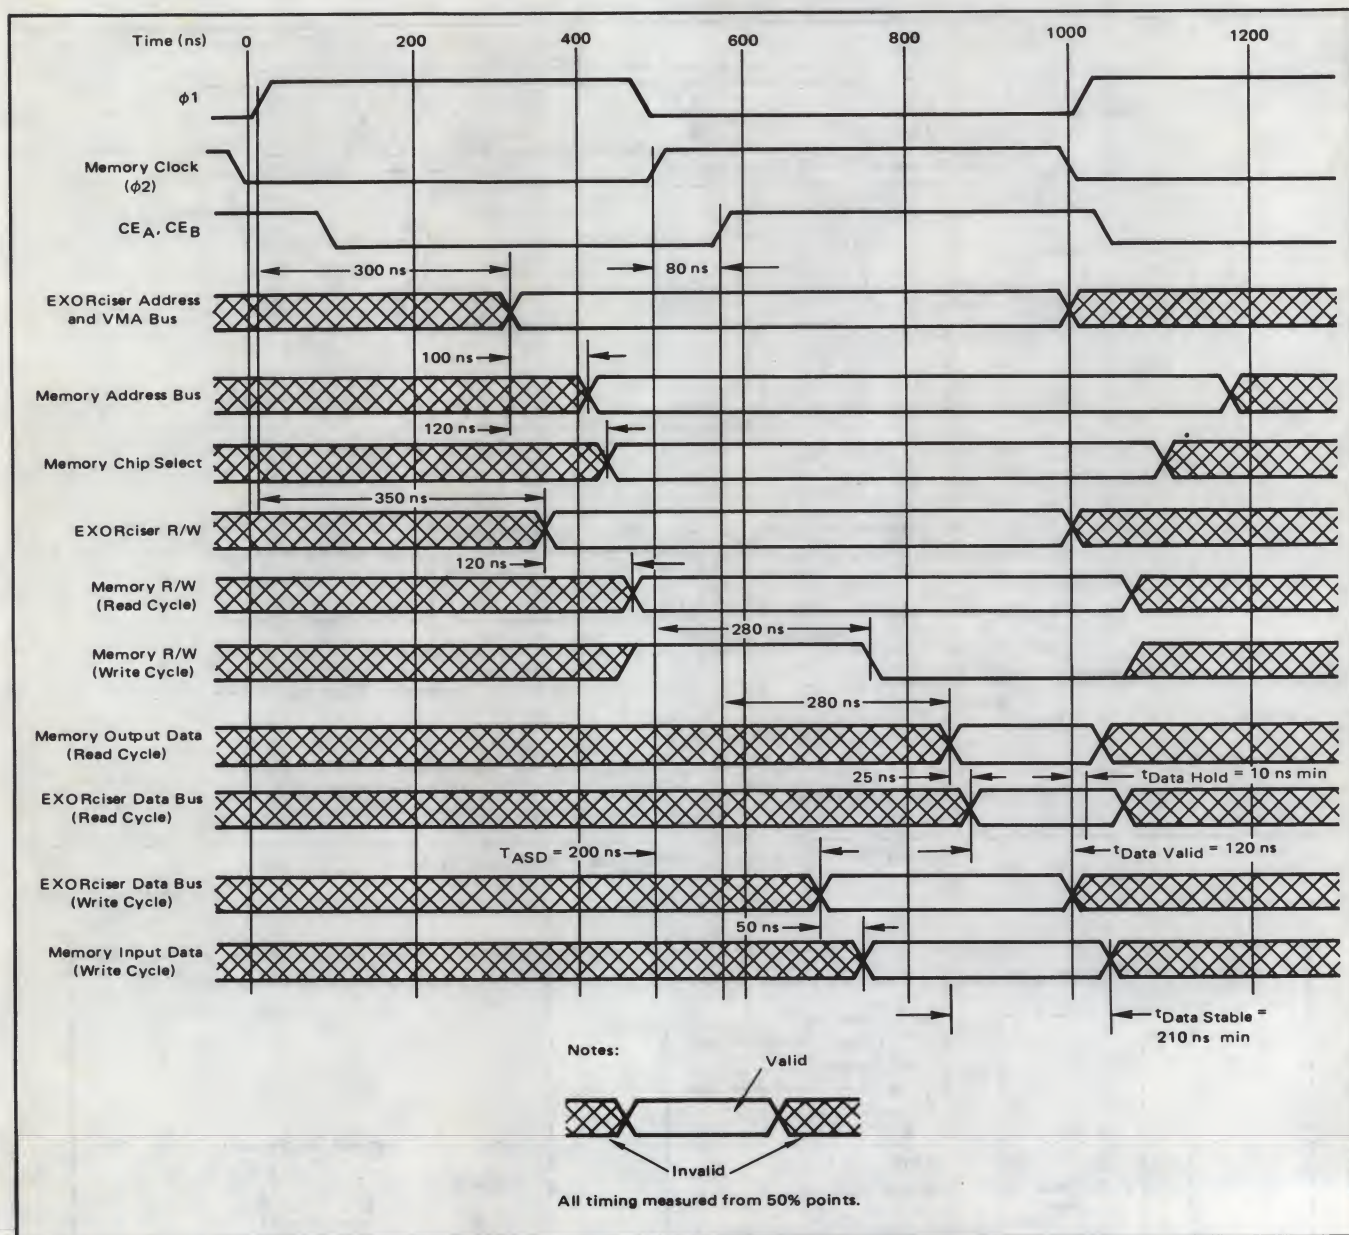 Time (ns) 0 200 400 600 800 1000 1200
ϕ1
Memory Clock
(ϕ2)
CEA, CEB
300 ns
80 ns
EXORciser Address
and VMA Bus
100 ns
Memory Address Bus
120 ns
Memory Chip Select
350 ns
EXORciser R/W
120 ns
Memory R/W
(Read Cycle)
280 ns
Memory R/W
(Write Cycle)
280 ns
Memory Output Data
(Read Cycle)
25 ns
tData Hold = 10 ns min
EXORciser Data Bus
(Read Cycle)
TASD = 200 ns
tData Valid = 120 ns
EXORciser Data Bus
(Write Cycle)
50 ns
Memory Input Data
(Write Cycle)
tData Stable =
210 ns min
Notes:
Valid
Invalid
All timing measured from 50% points.